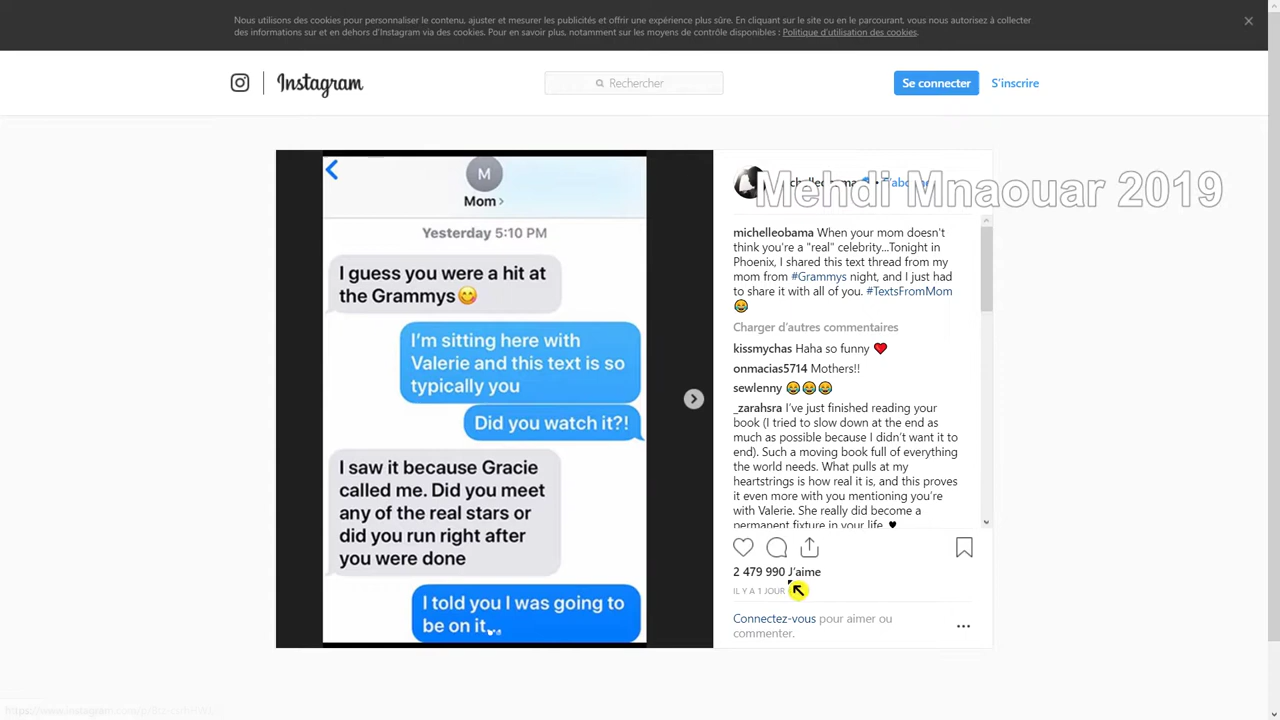 Nous utilisons des cookies pour personnaliser le contenu, ajuster et mesurer les publicités et offrir une expérience plus sûre. En cliquant sur le site ou en le parcourant, vous nous autorisez à collecter
des informations sur et en dehors d'Instagram via des cookies. Pour en savoir plus, notamment sur les moyens de contrôle disponibles : Politique d'utilisation des cookies.
Instagram
Rechercher
Se connecter
S'inscrire
M
Mom >
Yesterday 5:10 PM
I guess you were a hit at
the Grammys😋
I'm sitting here with
Valerie and this text is so
typically you
Did you watch it?!
I saw it because Gracie
called me. Did you meet
any of the real stars or
did you run right after
you were done
I told you I was going to
be on it
Mehdi Mnaouar 2019
michelleobama When your mom doesn't
think you're a "real" celebrity...Tonight in
Phoenix, I shared this text thread from my
mom from #Grammys night, and I just had
to share it with all of you. #TextsFromMom
😂
Charger d'autres commentaires
kissmychas Haha so funny ❤️
onmacias5714 Mothers!!
sewlenny 😂😂😂
_zarahsra I've just finished reading your
book (I tried to slow down at the end as
much as possible because I didn't want it to
end). Such a moving book full of everything
the world needs. What pulls at my
heartstrings is how real it is, and this proves
it even more with you mentioning you're
with Valerie. She really did become a
permanent fixture in your life ♥
2 479 990 J'aime
IL Y A 1 JOUR
Connectez-vous pour aimer ou
commenter.